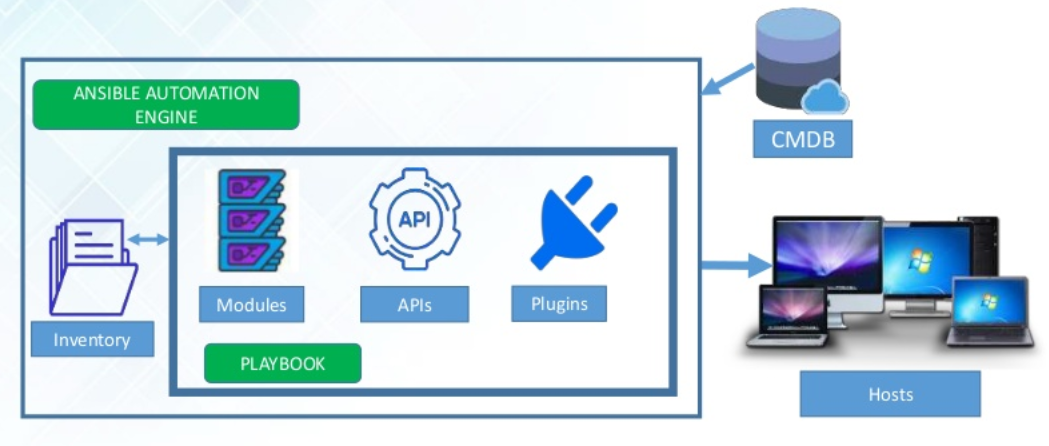 ANSIBLE AUTOMATION
ENGINE
CMDB
API
Modules
APIs
Plugins
Inventory
PLAYBOOK
Hosts